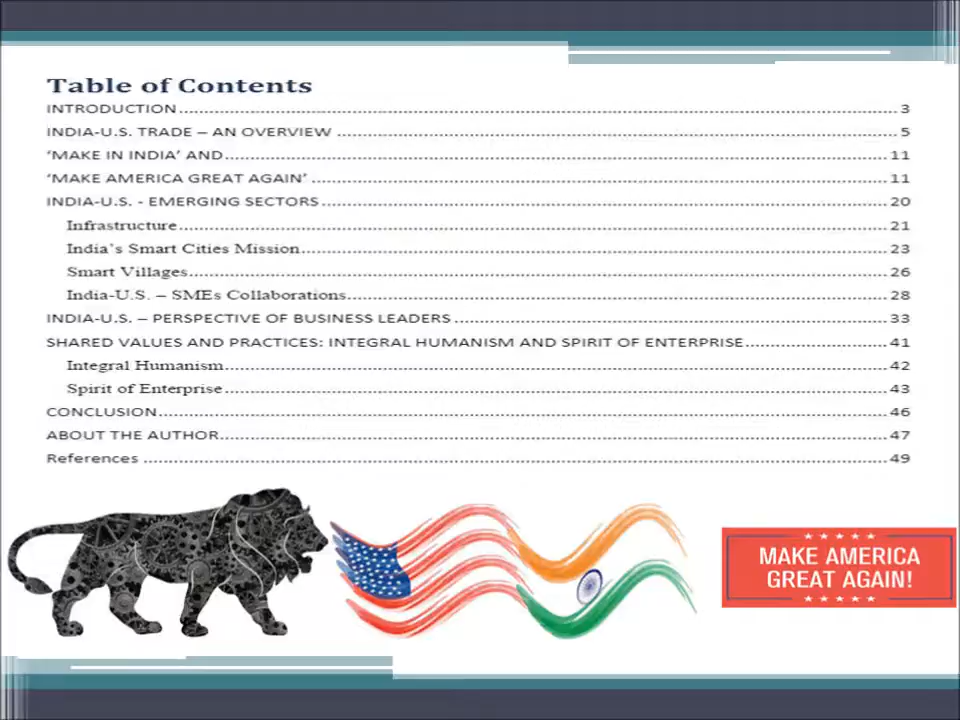 Table of Contents
INTRODUCTION ........ 3
INDIA-U.S. TRADE – AN OVERVIEW ........ 5
‘MAKE IN INDIA’ AND ........ 11
‘MAKE AMERICA GREAT AGAIN’ ........ 11
INDIA-U.S. - EMERGING SECTORS ........ 20
Infrastructure ........ 21
India’s Smart Cities Mission ........ 23
Smart Villages ........ 26
India-U.S. – SMEs Collaborations ........ 28
INDIA-U.S. – PERSPECTIVE OF BUSINESS LEADERS ........ 33
SHARED VALUES AND PRACTICES: INTEGRAL HUMANISM AND SPIRIT OF ENTERPRISE ........ 41
Integral Humanism ........ 42
Spirit of Enterprise ........ 43
CONCLUSION ........ 46
ABOUT THE AUTHOR ........ 47
References ........ 49
MAKE AMERICA
GREAT AGAIN!